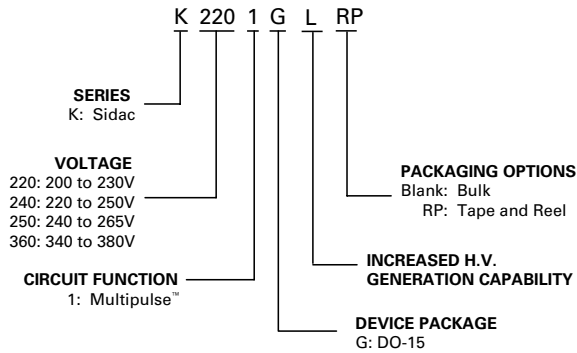 K 220 1 G L RP
SERIES
K: Sidac
VOLTAGE
220: 200 to 230V
240: 220 to 250V
250: 240 to 265V
360: 340 to 380V
CIRCUIT FUNCTION
1: Multipulse™
PACKAGING OPTIONS
Blank: Bulk
RP: Tape and Reel
INCREASED H.V.
GENERATION CAPABILITY
DEVICE PACKAGE
G: DO-15